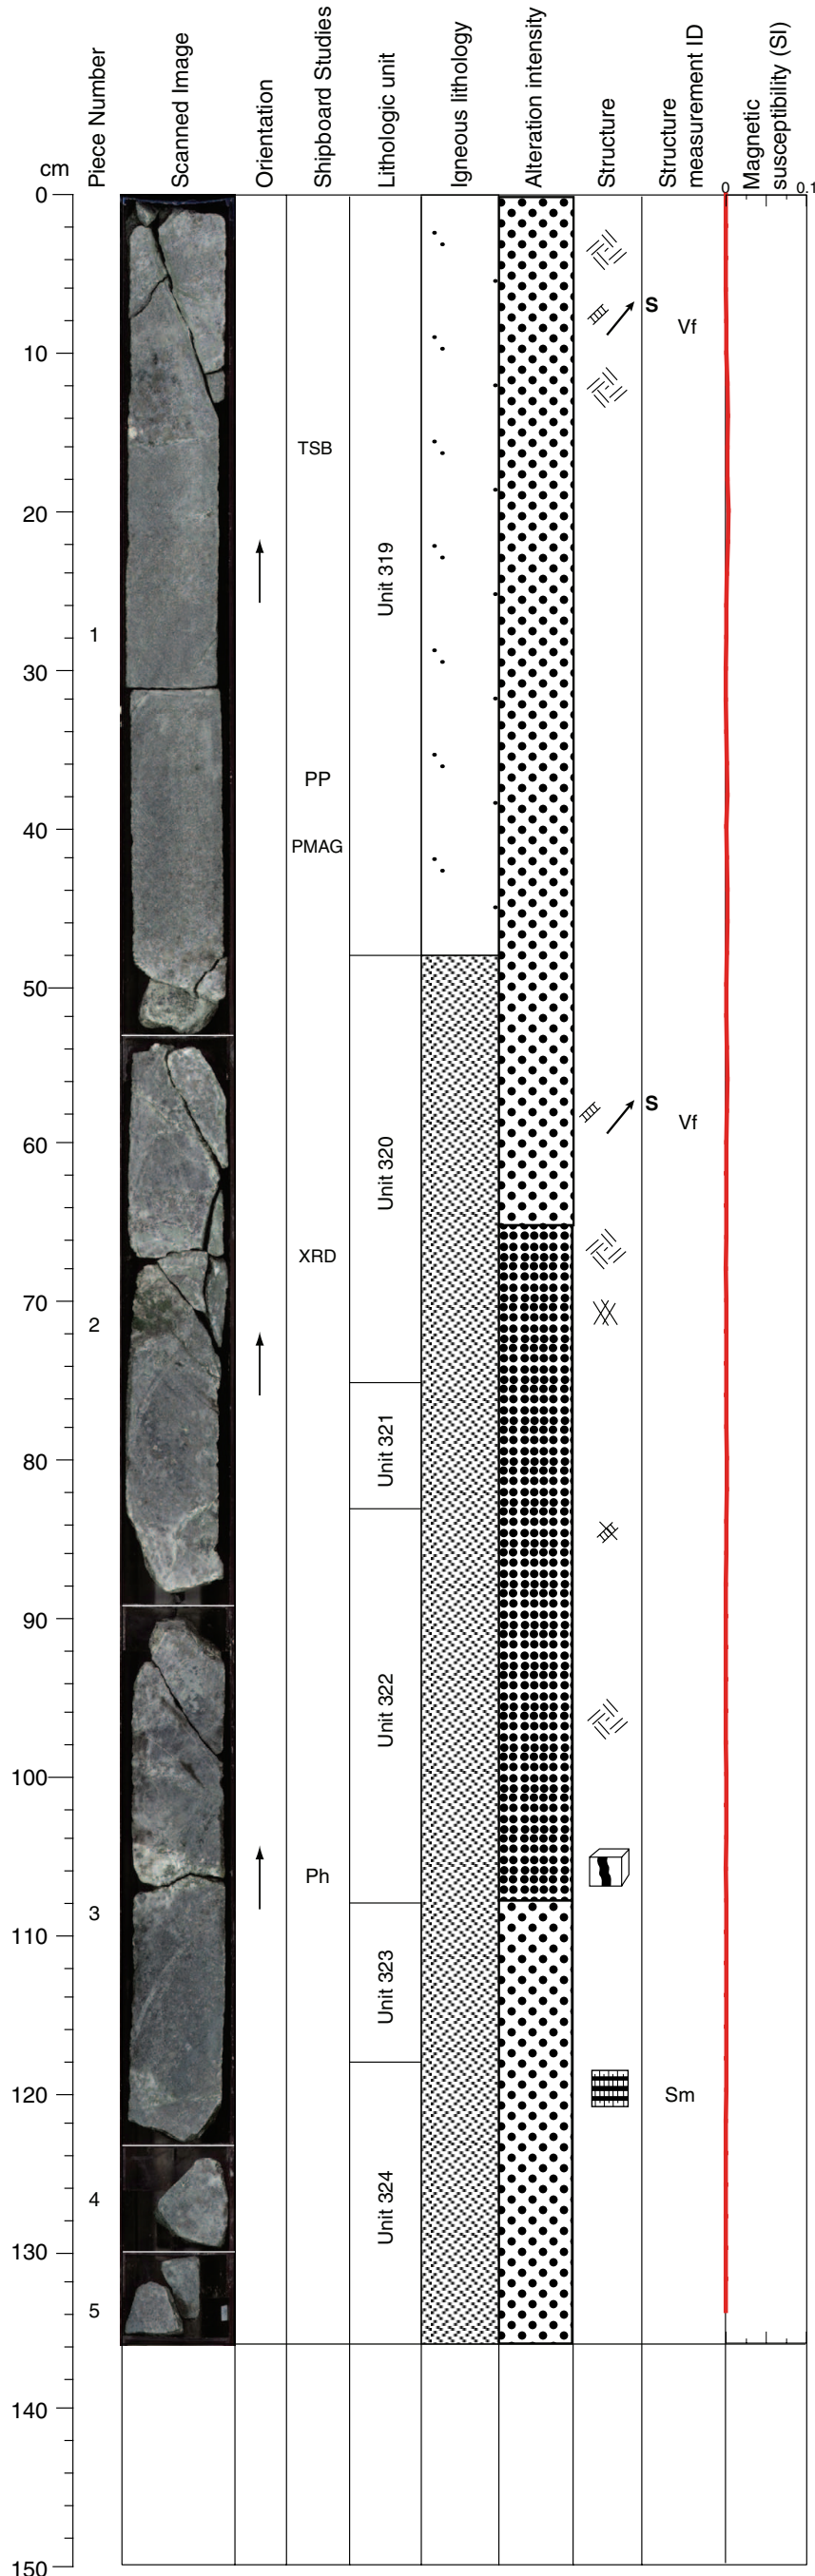 cm
Piece Number
Scanned Image
Orientation
Shipboard Studies
Lithologic unit
Igneous lithology
Alteration intensity
Structure
Structure
measurement ID
Magnetic
susceptibility (SI)
0
0
0.1
S
Vf
10
TSB
20
Unit 319
1
30
PP
40
PMAG
50
S
Vf
60
Unit 320
XRD
70
2
Unit 321
80
90
Unit 322
100
Ph
3
110
Unit 323
120
Sm
4
Unit 324
130
5
140
150